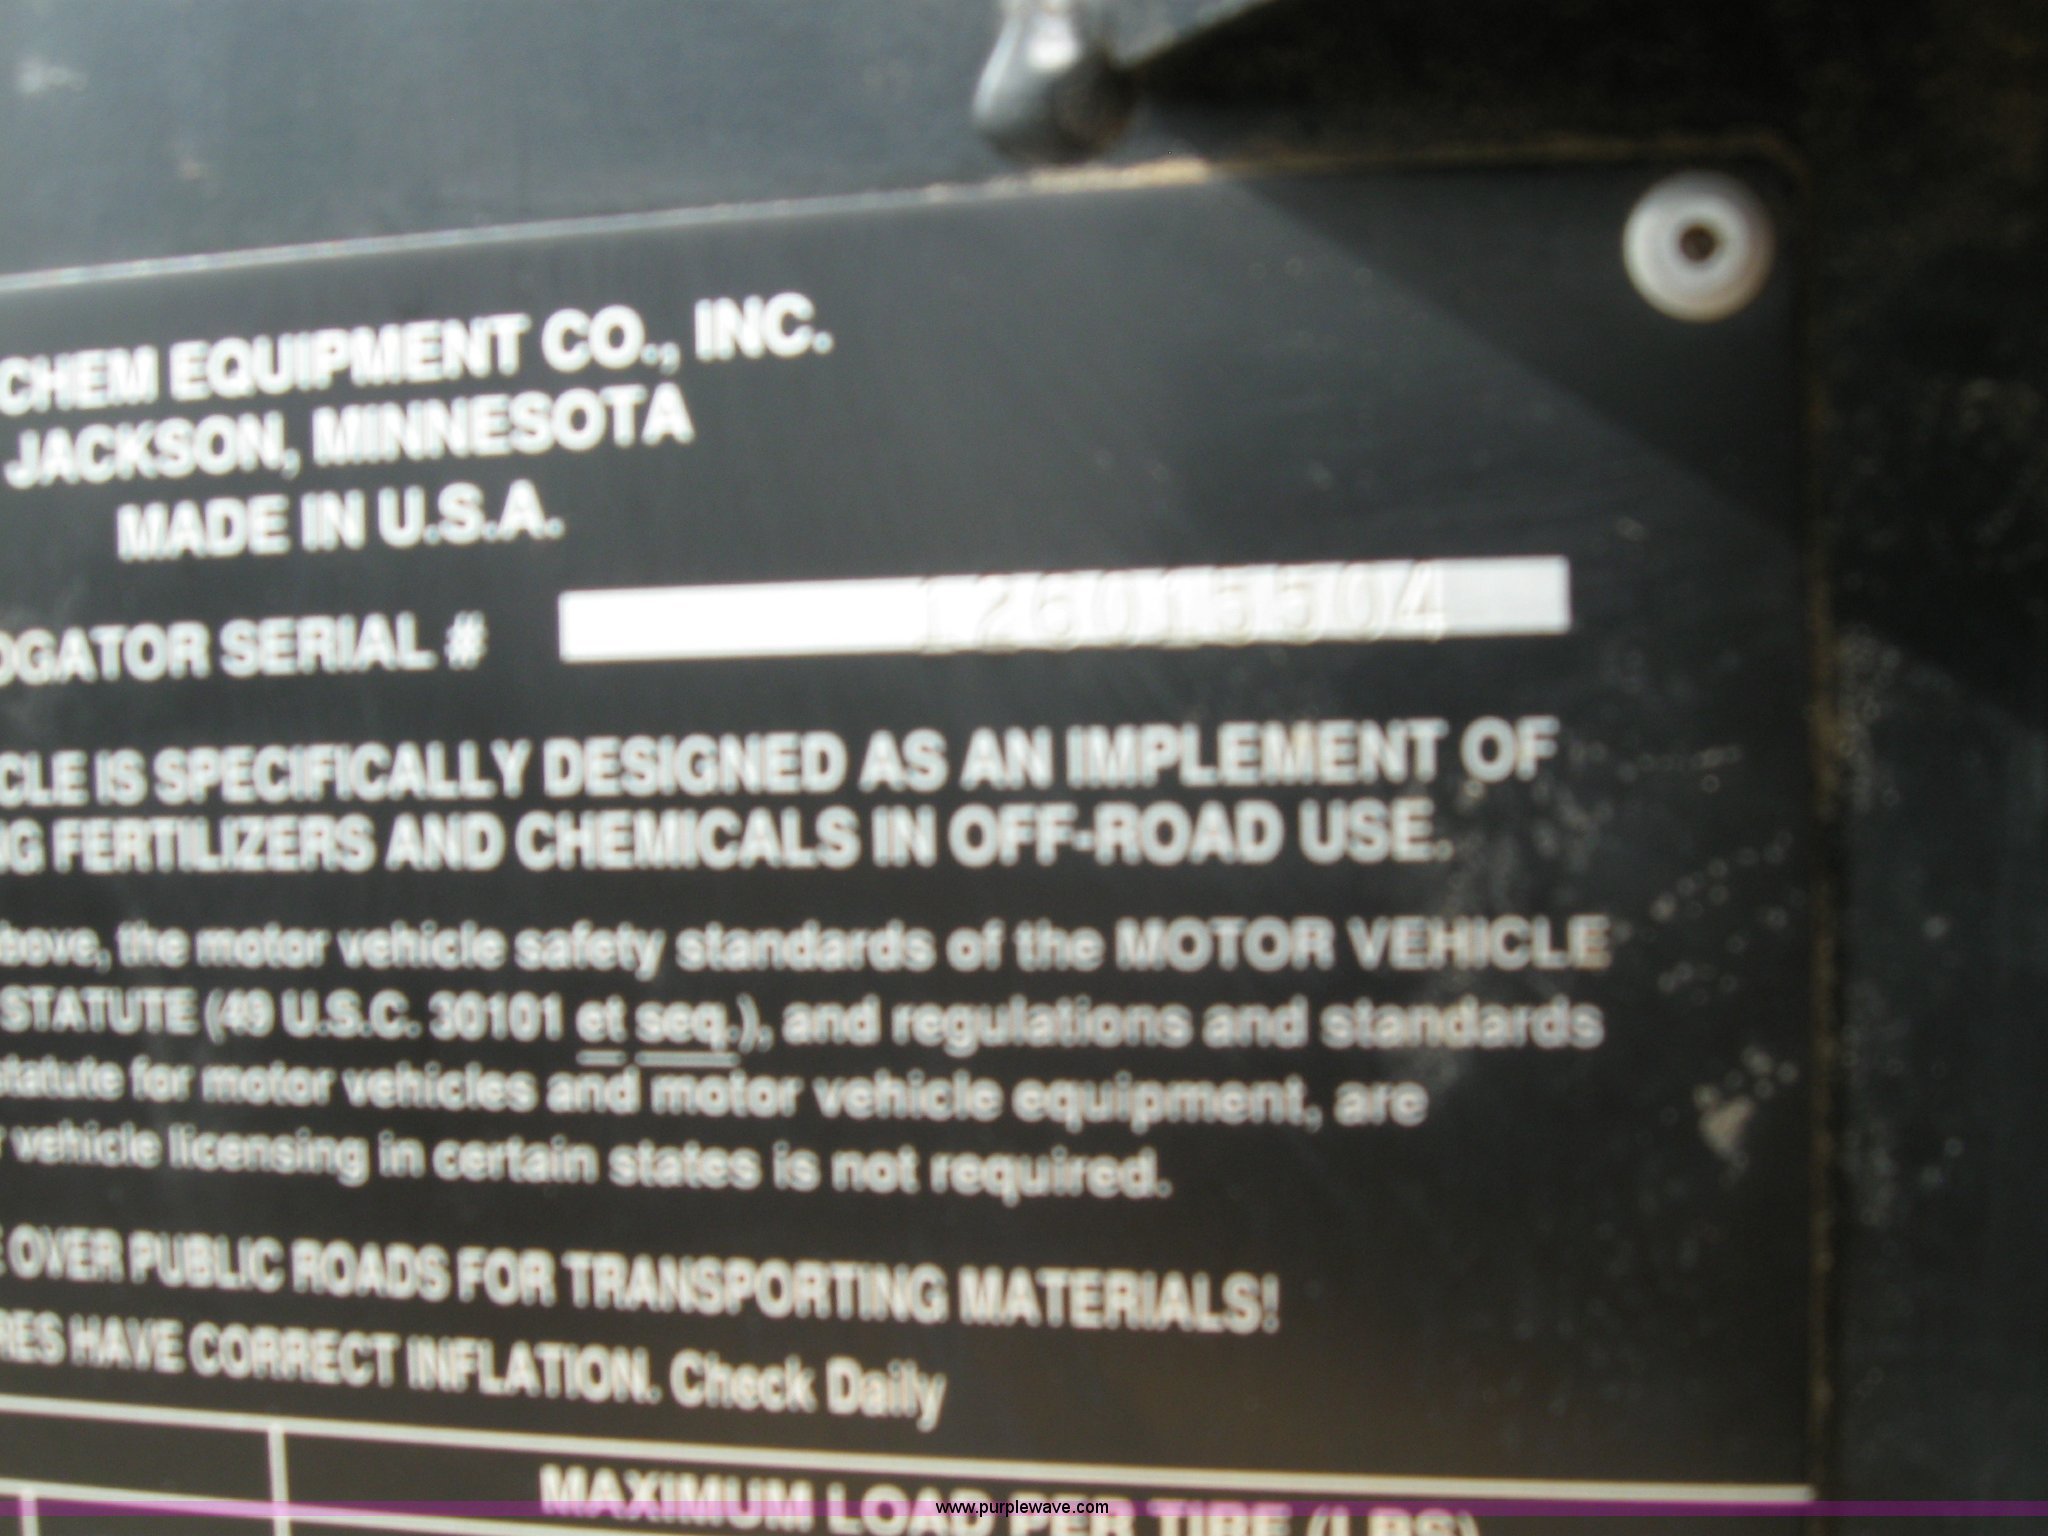 CHEM EQUIPMENT CO., INC.
JACKSON, MINNESOTA
MADE IN U.S.A.
OGATOR SERIAL # 126015504
CLE IS SPECIFICALLY DESIGNED AS AN IMPLEMENT OF
NG FERTILIZERS AND CHEMICALS IN OFF-ROAD USE.
bove, the motor vehicle safety standards of the MOTOR VEHICLE
STATUTE (49 U.S.C. 30101 et seq.), and regulations and standards
statute for motor vehicles and motor vehicle equipment, are
r vehicle licensing in certain states is not required.
E OVER PUBLIC ROADS FOR TRANSPORTING MATERIALS!
RES HAVE CORRECT INFLATION. Check Daily
MAXIMUM LOAD PER TIRE (LBS)
www.purplewave.com